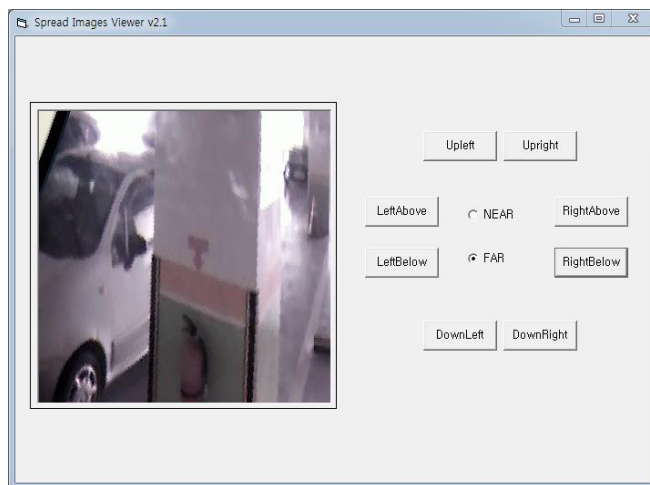 Spread Images Viewer v2.1
Upleft Upright
LeftAbove NEAR RightAbove
LeftBelow FAR RightBelow
DownLeft DownRight